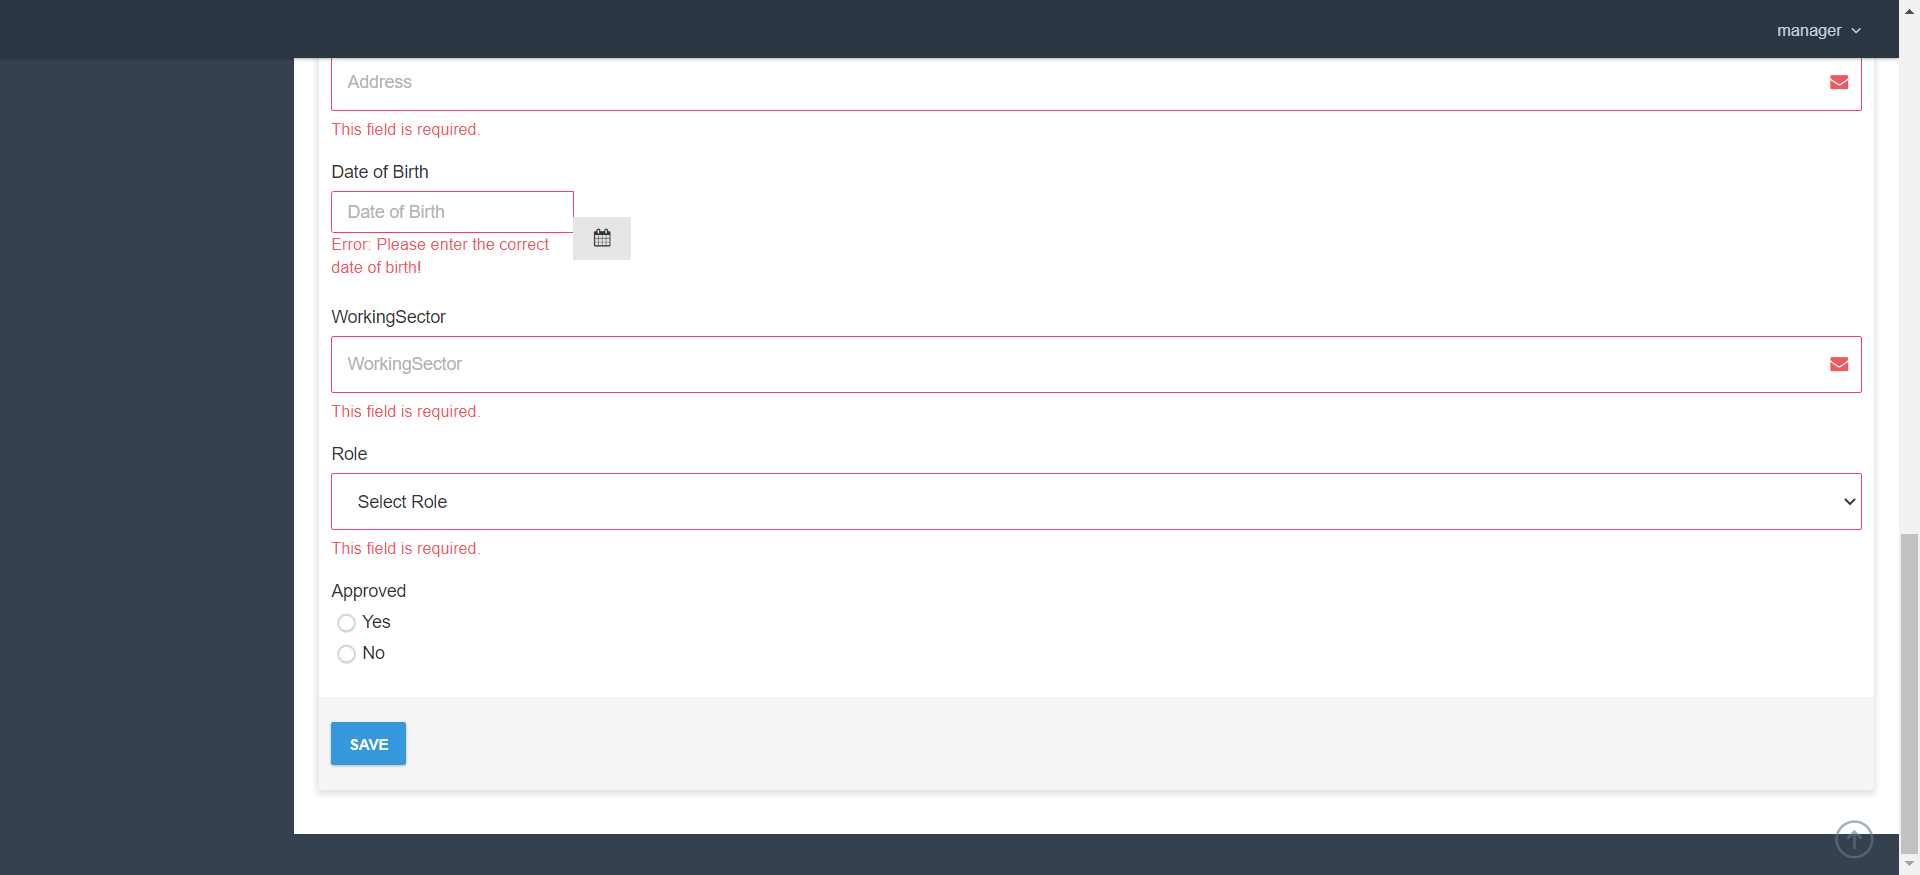 manager
Address
This field is required.
Date of Birth
Date of Birth
Error: Please enter the correct
date of birth!
WorkingSector
WorkingSector
This field is required.
Role
Select Role
This field is required.
Approved
Yes
No
SAVE